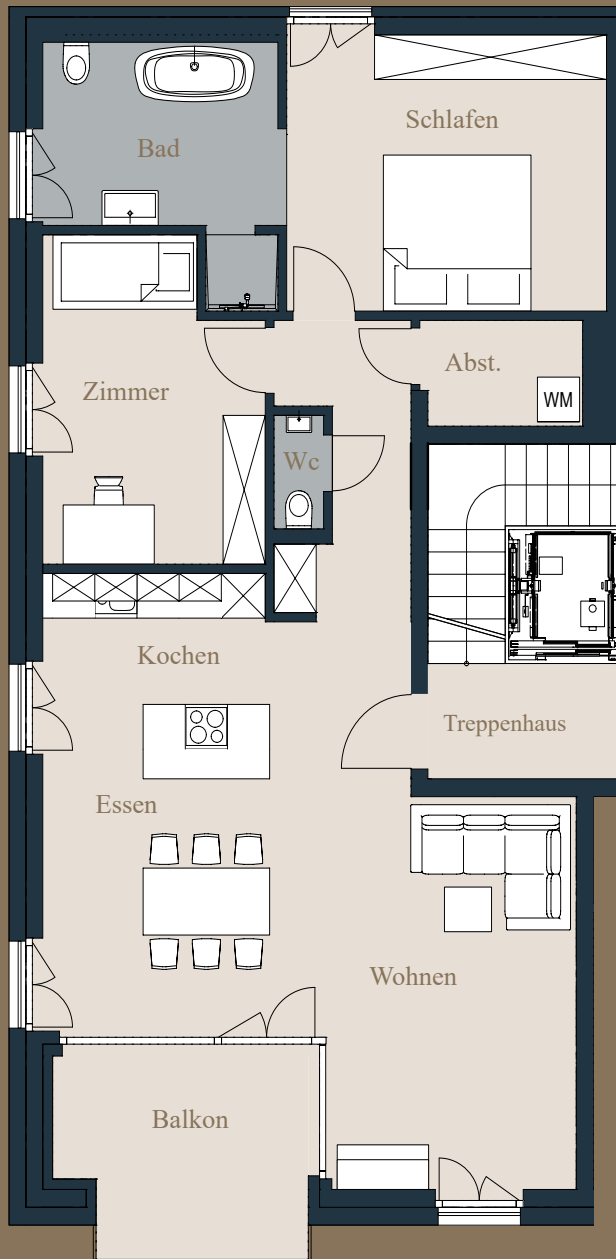 Schlafen
Bad
Abst.
Zimmer
WM
Wc
Kochen
Treppenhaus
Essen
Wohnen
Balkon